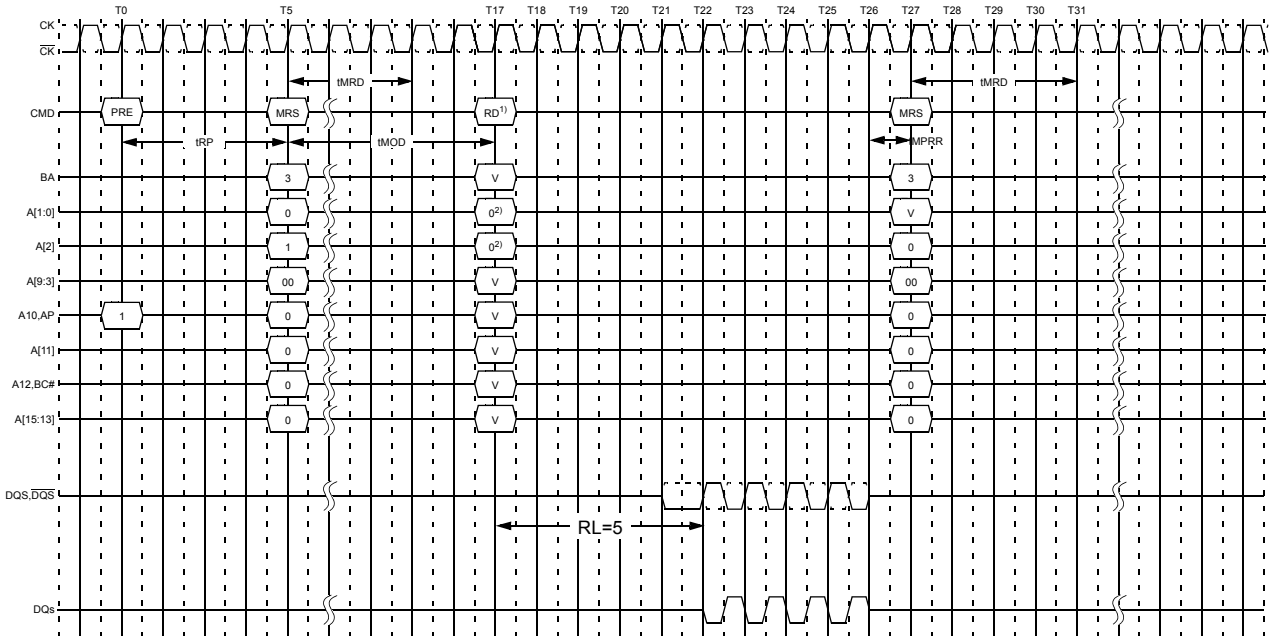 T0 T5 T17 T18 T19 T20 T21 T22 T23 T24 T25 T26 T27 T28 T29 T30 T31
CK
CK
tMRD tMRD
CMD PRE MRS RD1) MRS
tRP tMOD tMPRR
BA 3 V 3
A[1:0] 0 02) V
A[2] 1 02) 0
A[9:3] 00 V 00
A10,AP 1 0 V 0
A[11] 0 V 0
A12,BC# 0 V 0
A[15:13] 0 V 0
DQS,DQS
RL=5
DQs